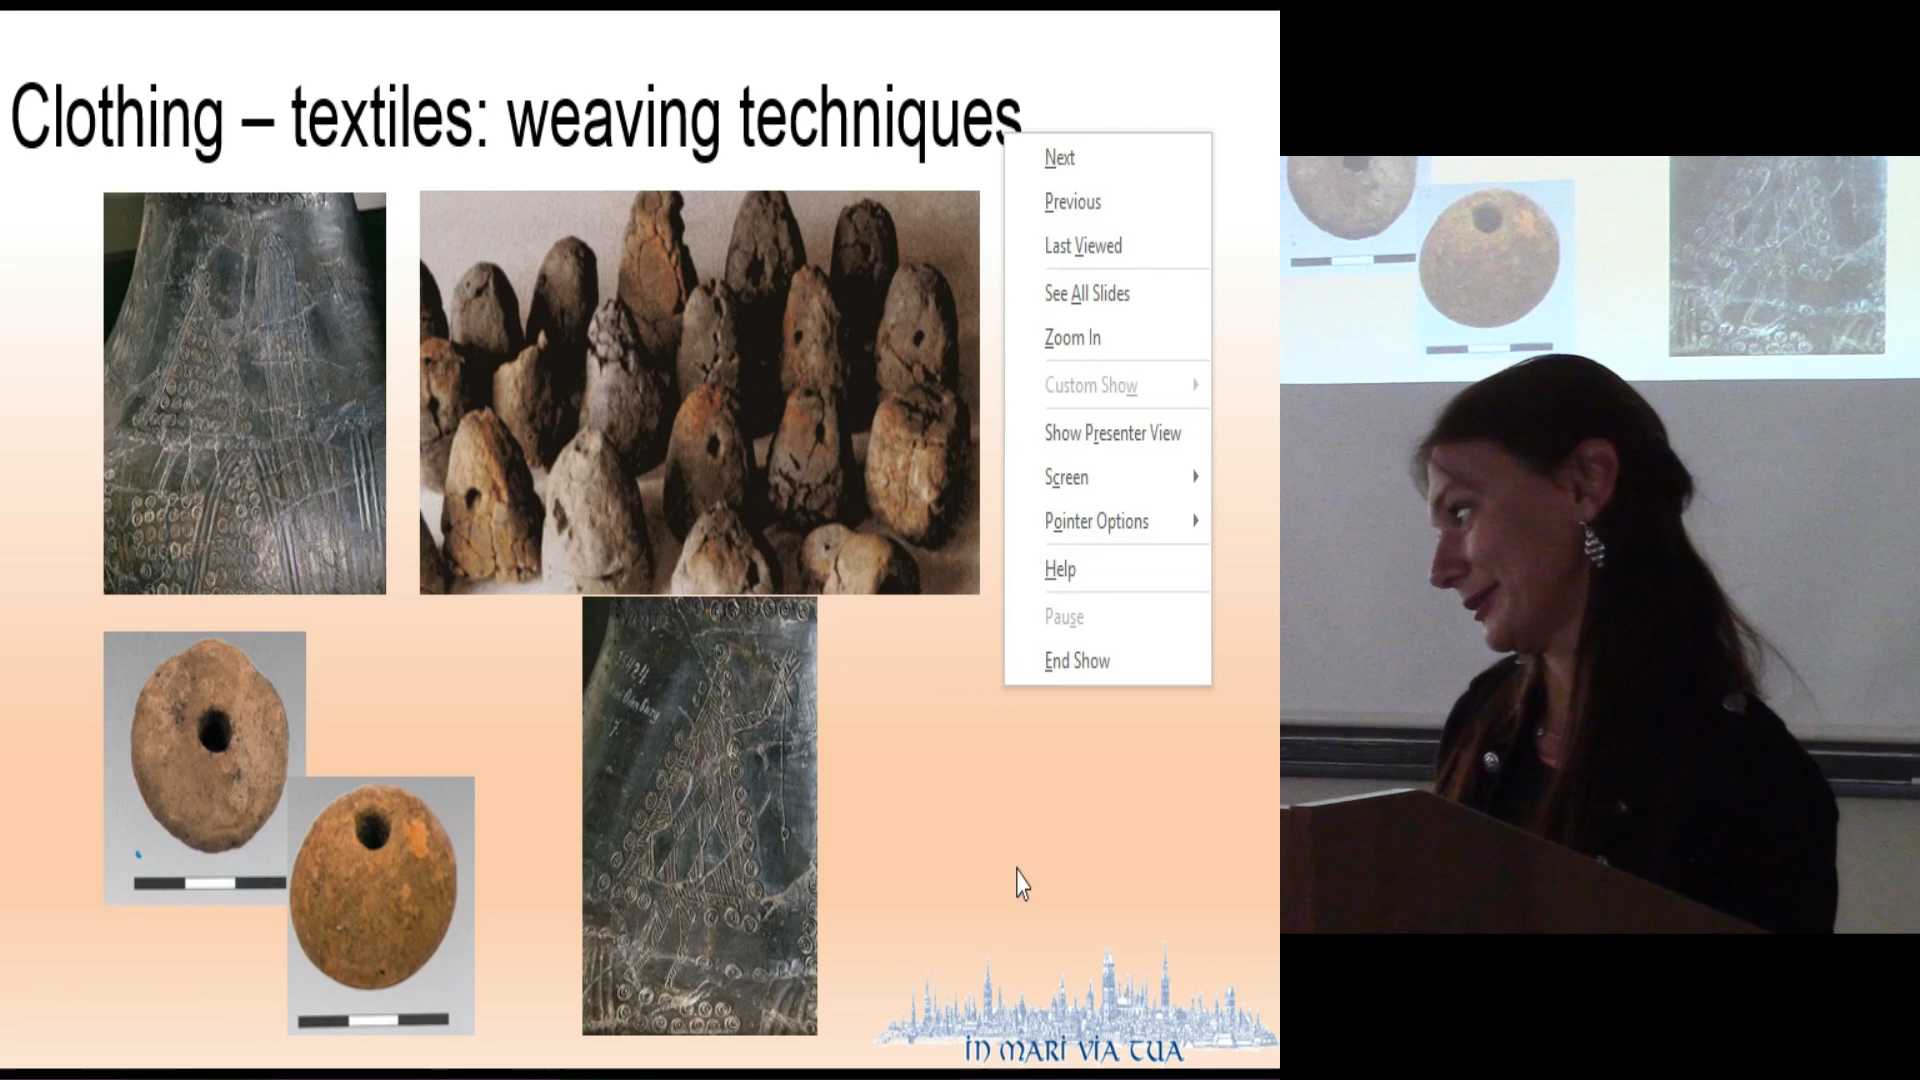 Clothing – textiles: weaving techniques
Next
Previous
Last Viewed
See All Slides
Zoom In
Custom Show
Show Presenter View
Screen
Pointer Options
Help
Pause
End Show
in mari via tua